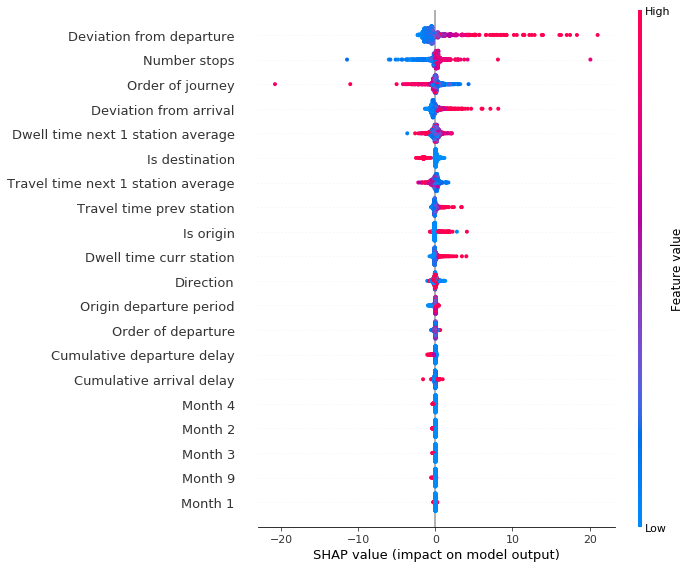 High
Deviation from departure
Number stops
Order of journey
Deviation from arrival
Dwell time next 1 station average
Is destination
Travel time next 1 station average
Travel time prev station
Is origin
Dwell time curr station
Direction
Origin departure period
Order of departure
Cumulative departure delay
Cumulative arrival delay
Month 4
Month 2
Month 3
Month 9
Month 1
Feature value
Low
−20 −10 0 10 20
SHAP value (impact on model output)